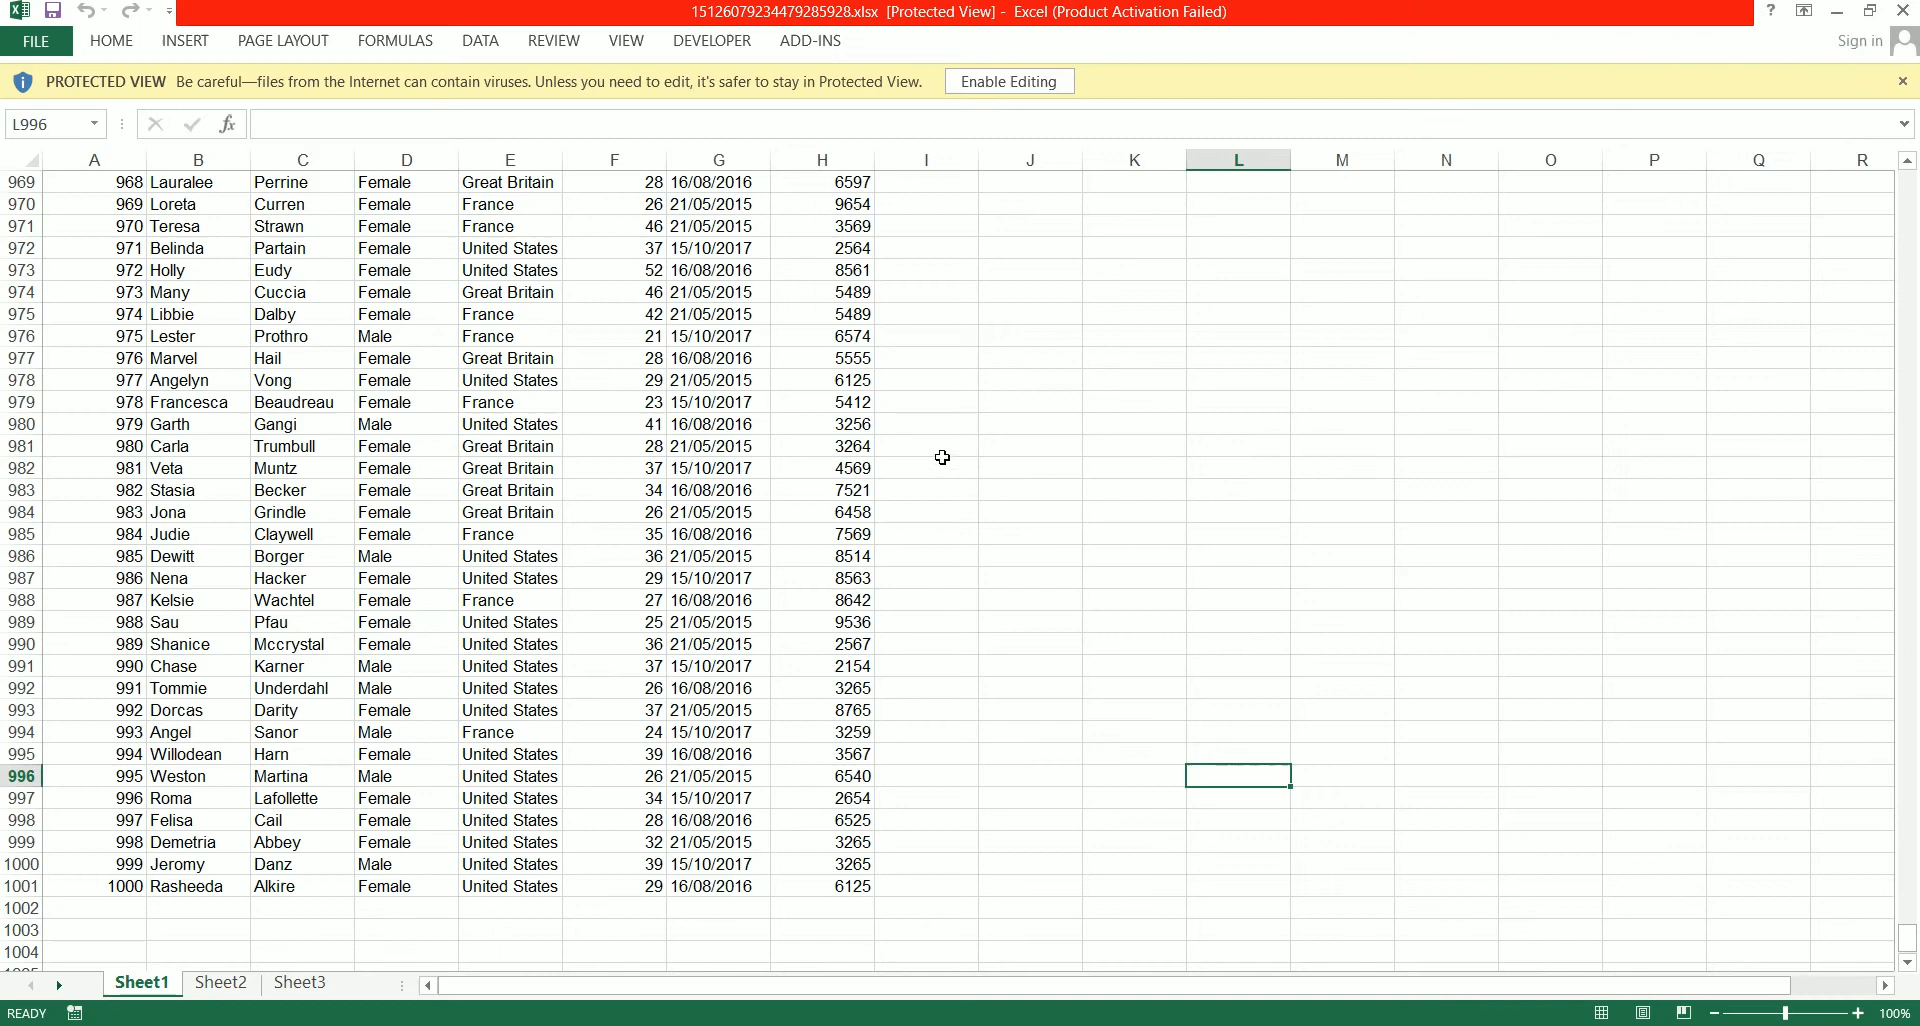 15126079234479285928.xlsx [Protected View] - Excel (Product Activation Failed)
FILE HOME INSERT PAGE LAYOUT FORMULAS DATA REVIEW VIEW DEVELOPER ADD-INS Sign in
PROTECTED VIEW Be careful—files from the Internet can contain viruses. Unless you need to edit, it's safer to stay in Protected View. Enable Editing
L996 fx
A B C D E F G H I J K L M N O P Q R
969 968 Lauralee Perrine Female Great Britain 28 16/08/2016 6597
970 969 Loreta Curren Female France 26 21/05/2015 9654
971 970 Teresa Strawn Female France 46 21/05/2015 3569
972 971 Belinda Partain Female United States 37 15/10/2017 2564
973 972 Holly Eudy Female United States 52 16/08/2016 8561
974 973 Many Cuccia Female Great Britain 46 21/05/2015 5489
975 974 Libbie Dalby Female France 42 21/05/2015 5489
976 975 Lester Prothro Male France 21 15/10/2017 6574
977 976 Marvel Hail Female Great Britain 28 16/08/2016 5555
978 977 Angelyn Vong Female United States 29 21/05/2015 6125
979 978 Francesca Beaudreau Female France 23 15/10/2017 5412
980 979 Garth Gangi Male United States 41 16/08/2016 3256
981 980 Carla Trumbull Female Great Britain 28 21/05/2015 3264
982 981 Veta Muntz Female Great Britain 37 15/10/2017 4569
983 982 Stasia Becker Female Great Britain 34 16/08/2016 7521
984 983 Jona Grindle Female Great Britain 26 21/05/2015 6458
985 984 Judie Claywell Female France 35 16/08/2016 7569
986 985 Dewitt Borger Male United States 36 21/05/2015 8514
987 986 Nena Hacker Female United States 29 15/10/2017 8563
988 987 Kelsie Wachtel Female France 27 16/08/2016 8642
989 988 Sau Pfau Female United States 25 21/05/2015 9536
990 989 Shanice Mccrystal Female United States 36 21/05/2015 2567
991 990 Chase Karner Male United States 37 15/10/2017 2154
992 991 Tommie Underdahl Male United States 26 16/08/2016 3265
993 992 Dorcas Darity Female United States 37 21/05/2015 8765
994 993 Angel Sanor Male France 24 15/10/2017 3259
995 994 Willodean Harn Female United States 39 16/08/2016 3567
996 995 Weston Martina Male United States 26 21/05/2015 6540
997 996 Roma Lafollette Female United States 34 15/10/2017 2654
998 997 Felisa Cail Female United States 28 16/08/2016 6525
999 998 Demetria Abbey Female United States 32 21/05/2015 3265
1000 999 Jeromy Danz Male United States 39 15/10/2017 3265
1001 1000 Rasheeda Alkire Female United States 29 16/08/2016 6125
1002
1003
1004
Sheet1 Sheet2 Sheet3
READY 100%